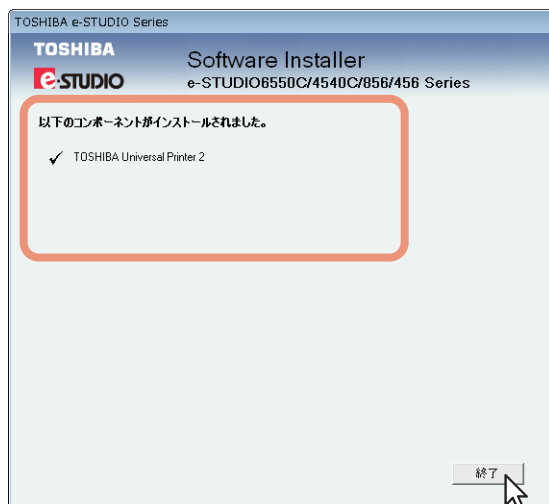 TOSHIBA e-STUDIO Series
TOSHIBA
e-STUDIO
Software Installer
e-STUDIO6550C/4540C/856/456 Series
以下のコンポーネントがインストールされました。
✓ TOSHIBA Universal Printer 2
終了